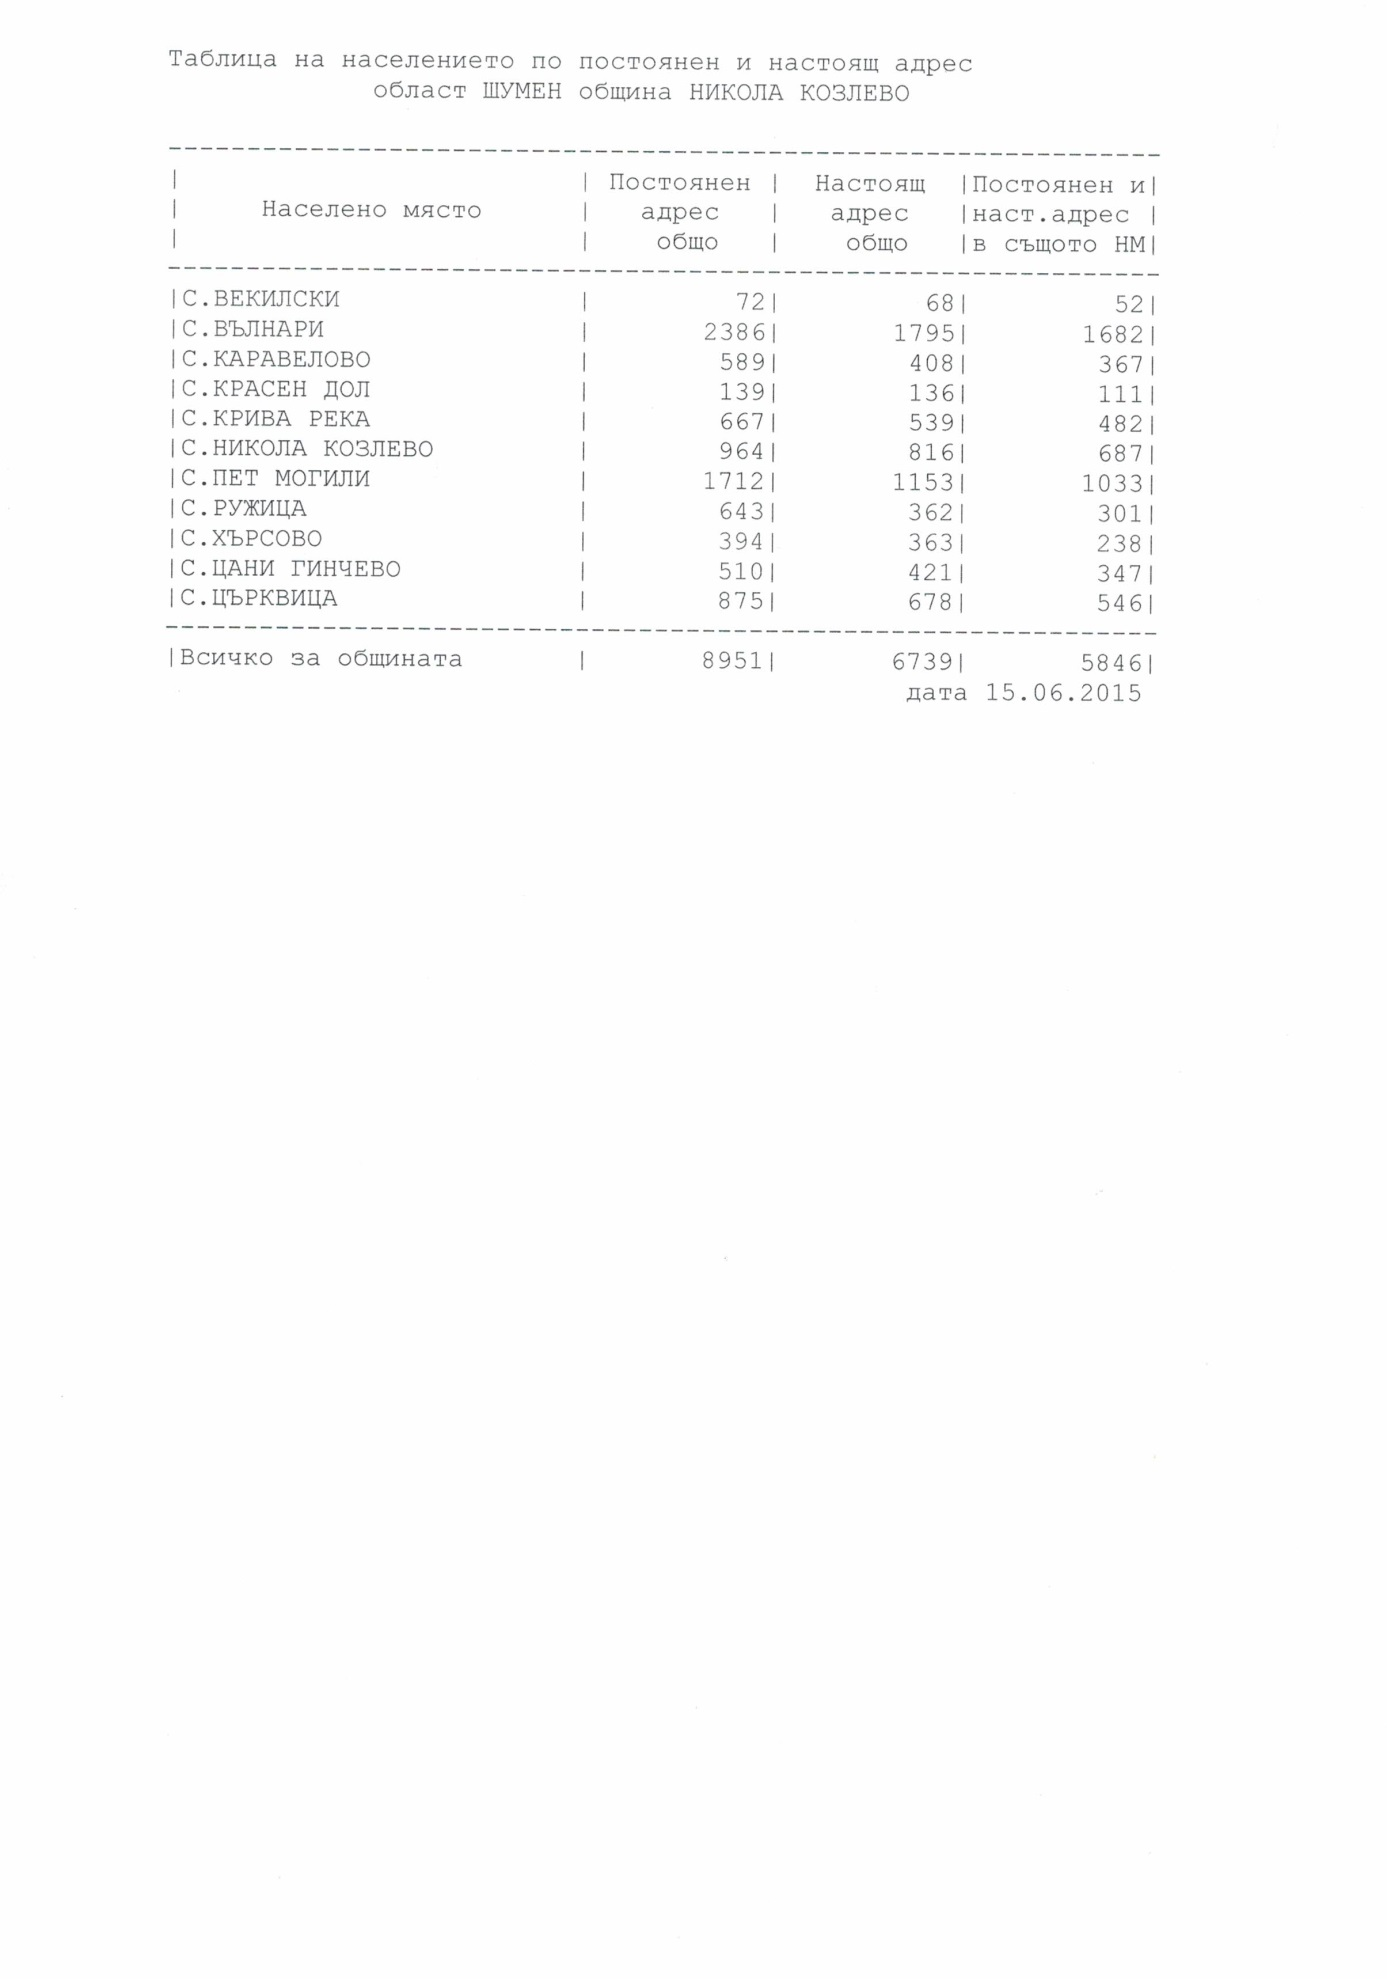 Таблица на населението по постоянен и настоящ адрес
област ШУМЕН община НИКОЛА КОЗЛЕВО
---------------------------------------------------------------
| | Постоянен | Настоящ |Постоянен и|
| Населено място | адрес | адрес |наст.адрес |
| | общо | общо |в същото НМ|
---------------------------------------------------------------
|С.ВЕКИЛСКИ | 72| 68| 52|
|С.ВЪЛНАРИ | 2386| 1795| 1682|
|С.КАРАВЕЛОВО | 589| 408| 367|
|С.КРАСЕН ДОЛ | 139| 136| 111|
|С.КРИВА РЕКА | 667| 539| 482|
|С.НИКОЛА КОЗЛЕВО | 964| 816| 687|
|С.ПЕТ МОГИЛИ | 1712| 1153| 1033|
|С.РУЖИЦА | 643| 362| 301|
|С.ХЪРСОВО | 394| 363| 238|
|С.ЦАНИ ГИНЧЕВО | 510| 421| 347|
|С.ЦЪРКВИЦА | 875| 678| 546|
---------------------------------------------------------------
|Всичко за общината | 8951| 6739| 5846|
дата 15.06.2015